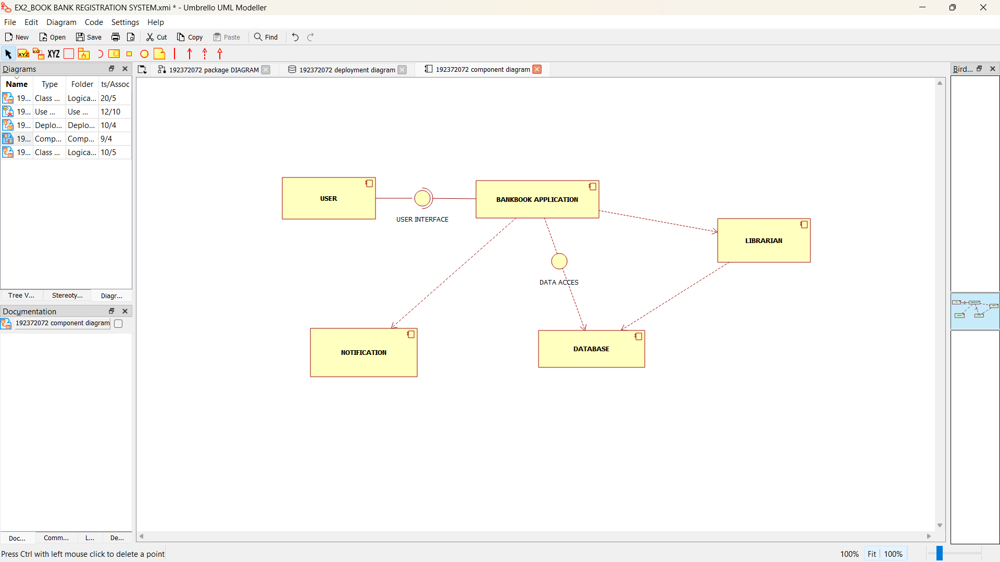 EX2_BOOK BANK REGISTRATION SYSTEM.xmi * - Umbrello UML Modeller
File Edit Diagram Code Settings Help
New Open Save Cut Copy Paste Find
XYZ XYZ XYZ
Diagrams
192372072 package DIAGRAM 192372072 deployment diagram 192372072 component diagram
Bird...
Name Type Folder ts/Assoc
19... Class ... Logica... 20/5
19... Use ... Use ... 12/10
19... Deplo... Deplo... 10/4
19... Comp... Comp... 9/4
19... Class ... Logica... 10/5
USER
BANKBOOK APPLICATION
USER INTERFACE
LIBRARIAN
DATA ACCES
NOTIFICATION
DATABASE
Tree V... Stereoty... Diagr...
Documentation
192372072 component diagram
Doc... Comm... L... De...
Press Ctrl with left mouse click to delete a point
100% Fit 100%